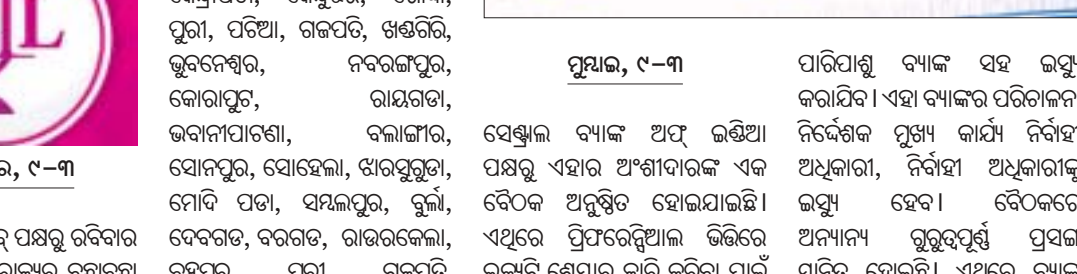 ପୁରୀ, ପଟିଆ, ଗଜପତି, ଖଣ୍ଡଗିରି,
ଭୁବନେଶ୍ୱର, ନବରଙ୍ଗପୁର,
କୋରାପୁଟ, ରାୟଗଡା,
ଭବାନୀପାଟଣା, ବଲାଙ୍ଗୀର,
ସୋନପୁର, ସୋହେଲା, ଝାରସୁଗୁଡା,
ମୋଦି ପଡା, ସମ୍ବଲପୁର, ବୁର୍ଲା,
ଦେବଗଡ, ବରଗଡ, ରାଉରକେଲା,
୯-୩
ପକ୍ଷରୁ ରବିବାର
ମୁମ୍ବାଇ, ୯-୩
ସେଣ୍ଟ୍ରାଲ ବ୍ୟାଙ୍କ ଅଫ୍ ଇଣ୍ଡିଆ
ପକ୍ଷରୁ ଏହାର ଅଂଶୀଦାରଙ୍କ ଏକ
ବୈଠକ ଅନୁଷ୍ଠିତ ହୋଇଯାଇଛି।
ଏଥିରେ ପ୍ରିଫରେନ୍ସିଆଲ ଭିତ୍ତିରେ
ପାରିପାଶୁ ବ୍ୟାଙ୍କ ସହ ଇସ୍ୟୁ
କରାଯିବ। ଏହା ବ୍ୟାଙ୍କର ପରିଚାଳନା
ନିର୍ଦ୍ଦେଶକ ମୁଖ୍ୟ କାର୍ଯ୍ୟ ନିର୍ବାହୀ
ଅଧିକାରୀ, ନିର୍ବାହୀ ଅଧିକାରୀଙ୍କୁ
ଇସ୍ୟୁ ହେବ। ବୈଠକରେ
ଅନ୍ୟାନ୍ୟ ଗୁରୁତ୍ୱପୂର୍ଣ୍ଣ ପ୍ରସଙ୍ଗ